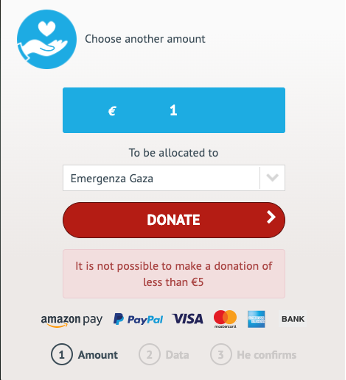 Choose another amount
€ 1
To be allocated to
Emergenza Gaza
DONATE
It is not possible to make a donation of
less than €5
amazon pay PayPal VISA mastercard AMERICAN EXPRESS BANK
1 Amount 2 Data 3 He confirms